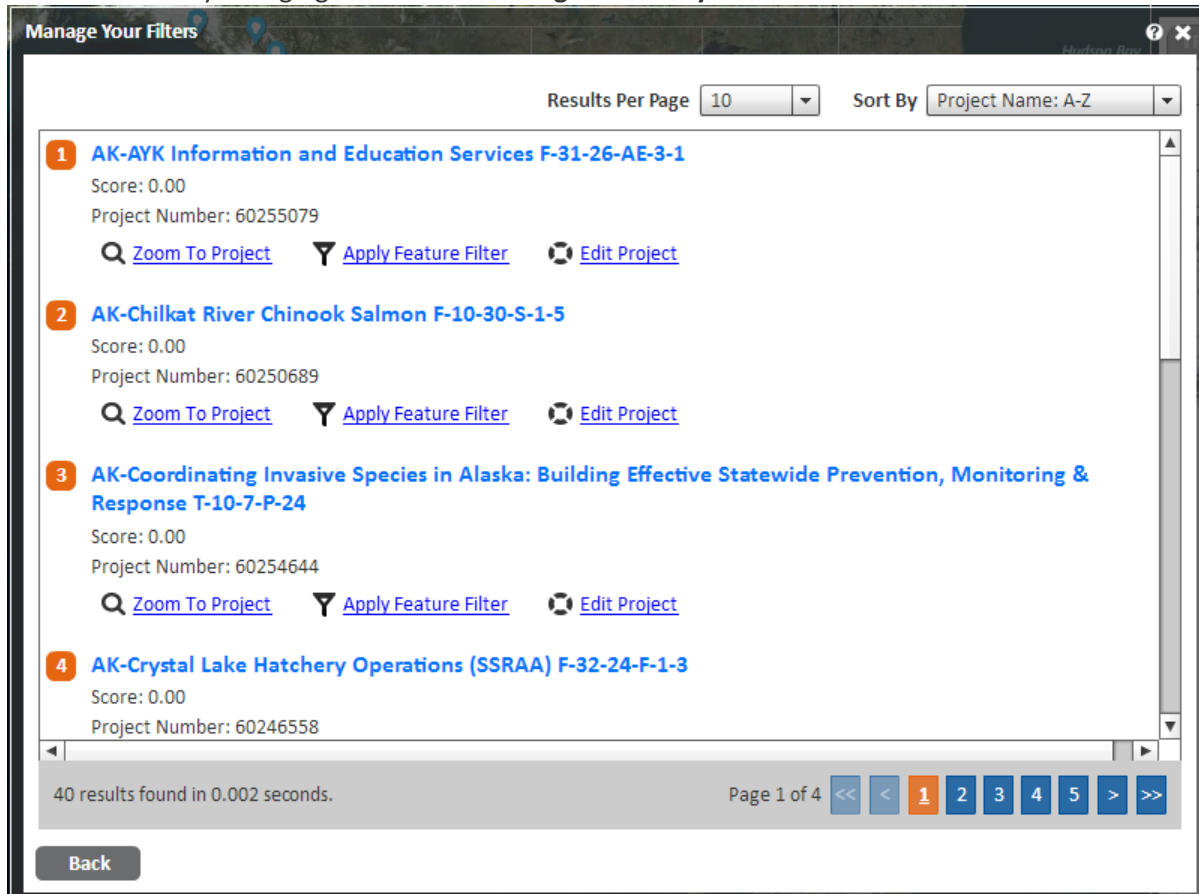 Manage Your Filters
Hudson Bay
Results Per Page 10 Sort By Project Name: A-Z
1 AK-AYK Information and Education Services F-31-26-AE-3-1
Score: 0.00
Project Number: 60255079
Zoom To Project Apply Feature Filter Edit Project
2 AK-Chilkat River Chinook Salmon F-10-30-S-1-5
Score: 0.00
Project Number: 60250689
Zoom To Project Apply Feature Filter Edit Project
3 AK-Coordinating Invasive Species in Alaska: Building Effective Statewide Prevention, Monitoring &
Response T-10-7-P-24
Score: 0.00
Project Number: 60254644
Zoom To Project Apply Feature Filter Edit Project
4 AK-Crystal Lake Hatchery Operations (SSRAA) F-32-24-F-1-3
Score: 0.00
Project Number: 60246558
40 results found in 0.002 seconds. Page 1 of 4 << < 1 2 3 4 5 > >>
Back